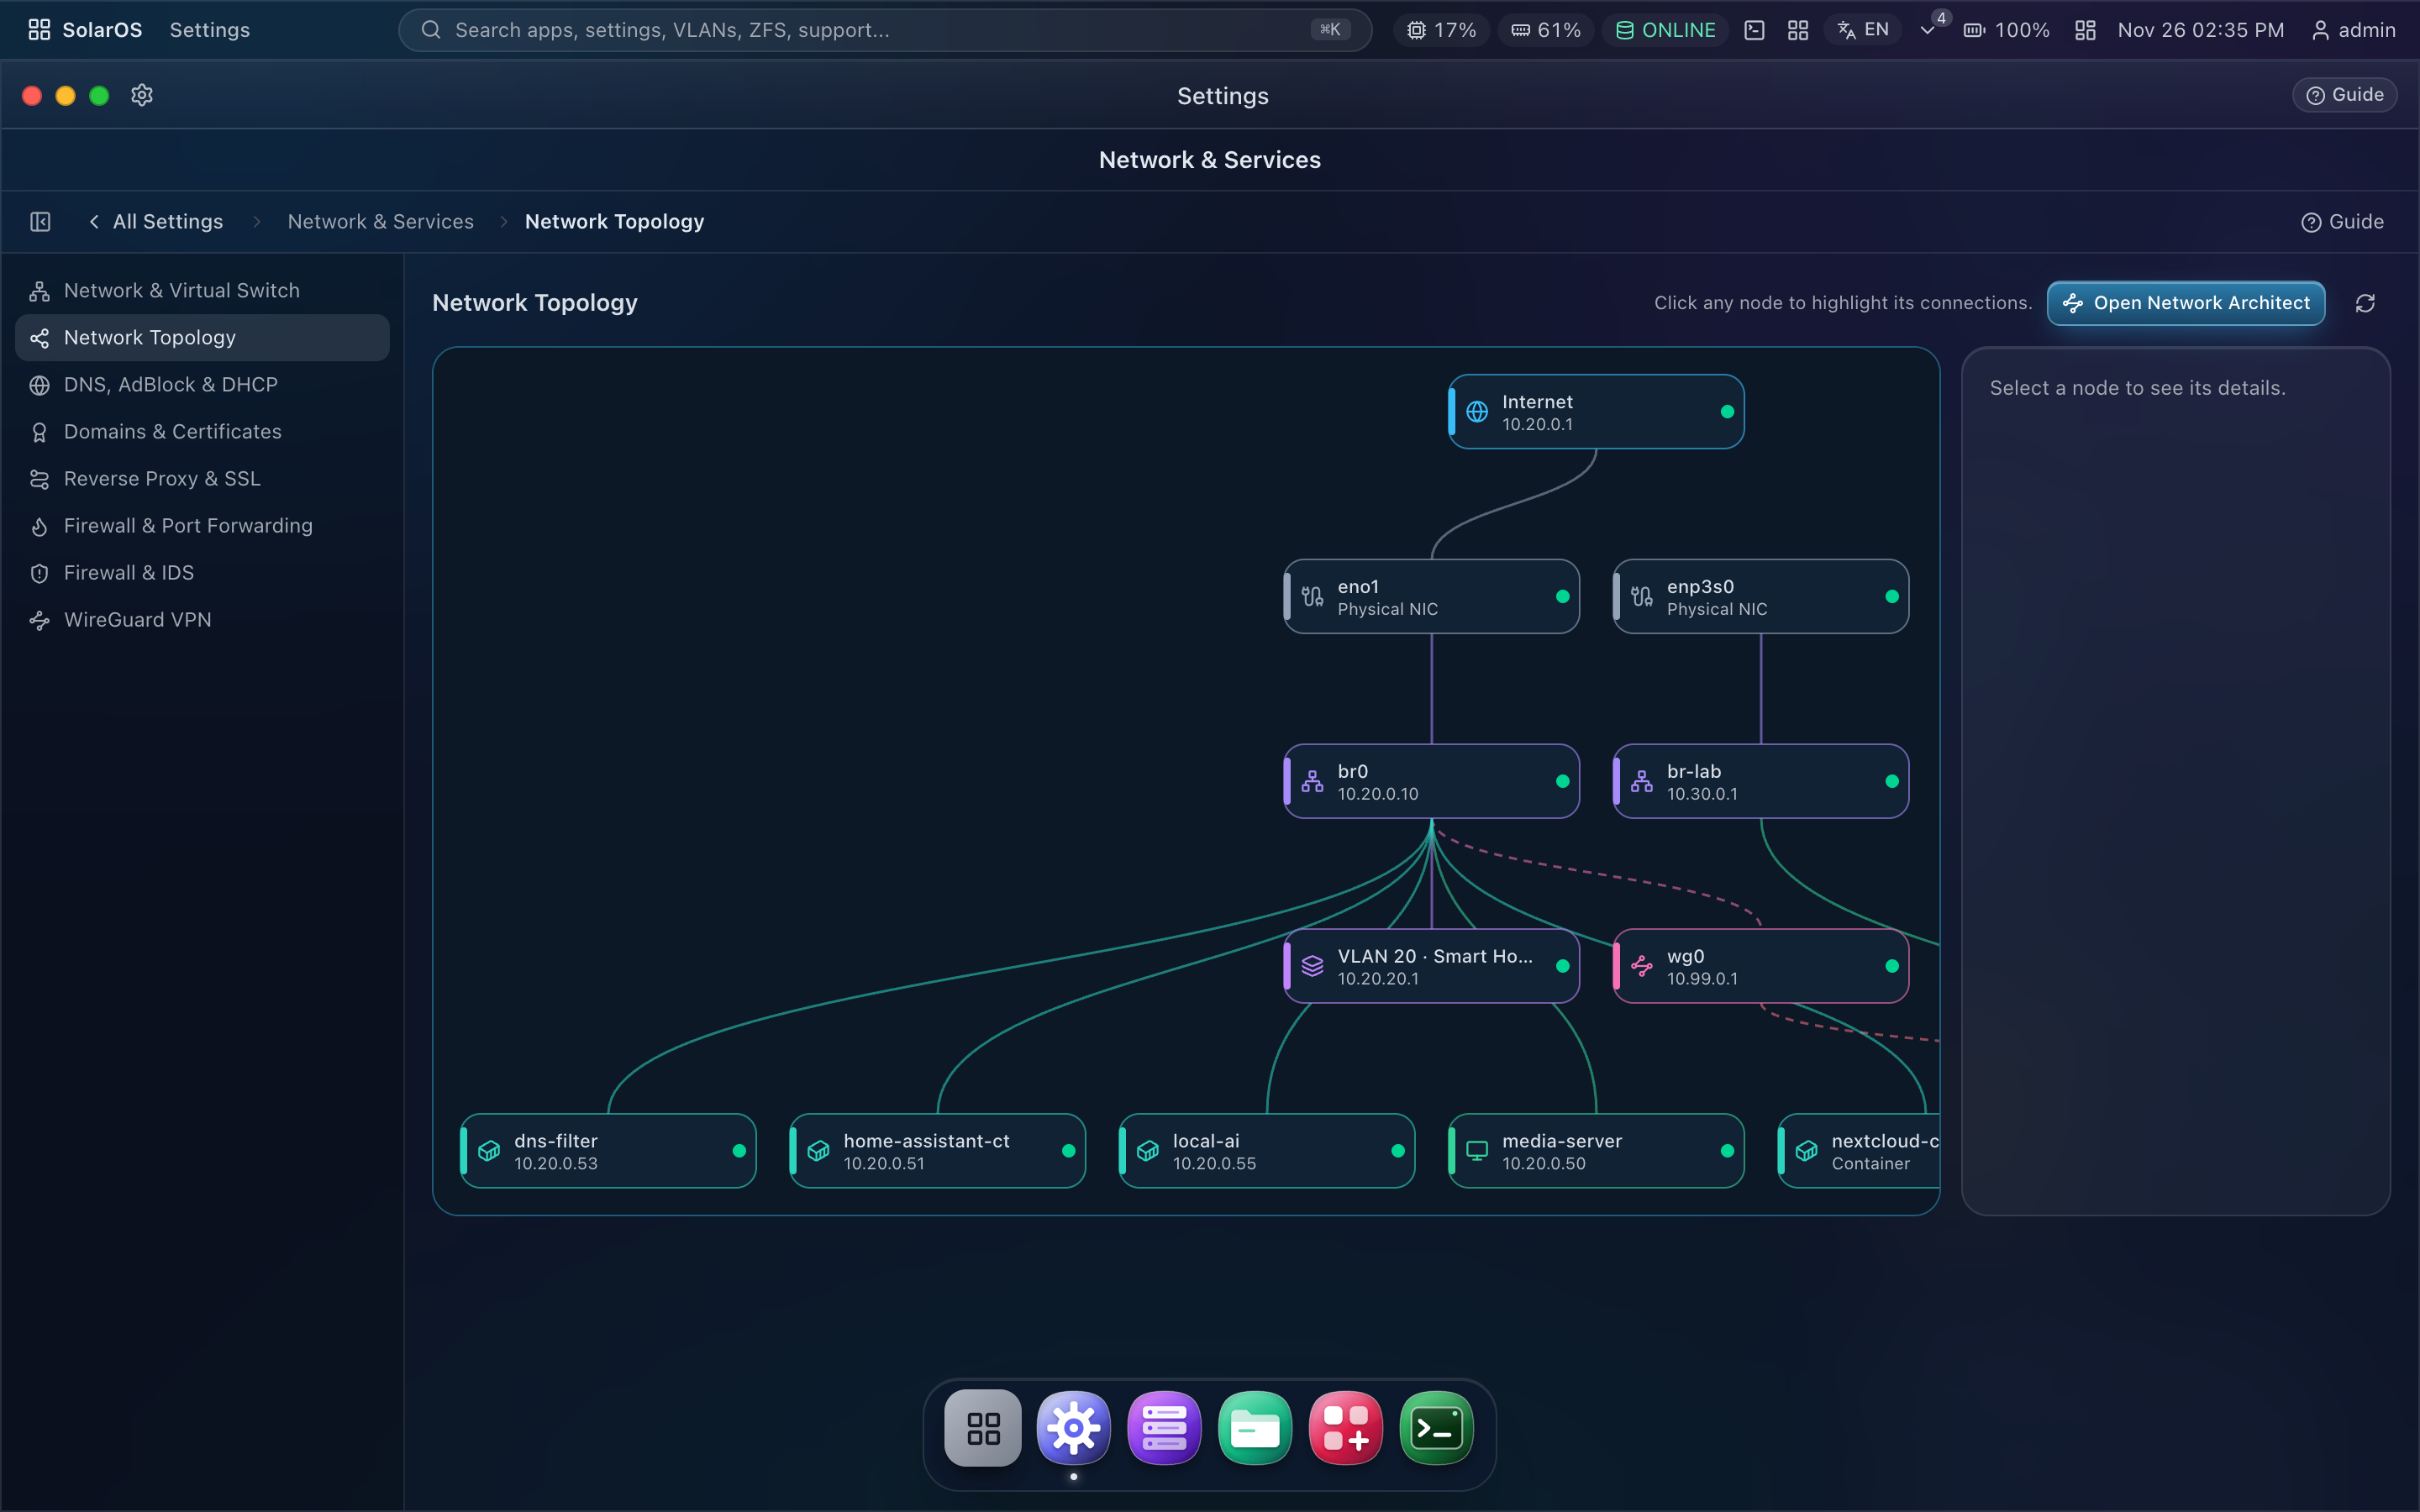 SolarOS Settings Search apps, settings, VLANs, ZFS, support... ⌘K 17% 61% ONLINE EN 4 100% Nov 26 02:35 PM admin
Settings Guide
Network & Services
All Settings Network & Services Network Topology Guide
Network & Virtual Switch
Network Topology
DNS, AdBlock & DHCP
Domains & Certificates
Reverse Proxy & SSL
Firewall & Port Forwarding
Firewall & IDS
WireGuard VPN
Network Topology Click any node to highlight its connections. Open Network Architect
Select a node to see its details.
Internet
10.20.0.1
eno1
Physical NIC
enp3s0
Physical NIC
br0
10.20.0.10
br-lab
10.30.0.1
VLAN 20 · Smart Ho...
10.20.20.1
wg0
10.99.0.1
dns-filter
10.20.0.53
home-assistant-ct
10.20.0.51
local-ai
10.20.0.55
media-server
10.20.0.50
nextcloud-c
Container